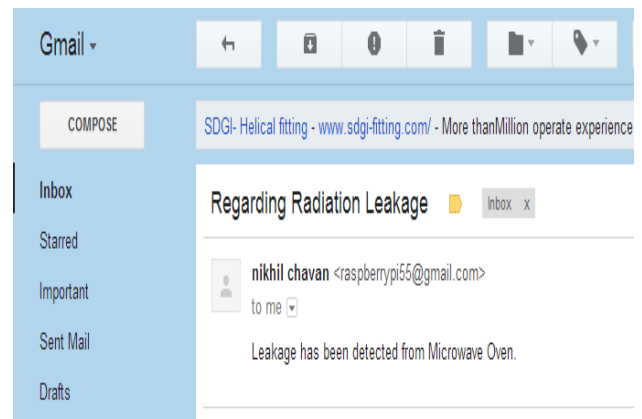 Gmail
COMPOSE
SDGI- Helical fitting - www.sdgi-fitting.com/ - More thanMillion operate experience
Inbox
Regarding Radiation Leakage Inbox x
Starred
nikhil chavan <raspberrypi55@gmail.com>
Important
to me
Sent Mail
Leakage has been detected from Microwave Oven.
Drafts